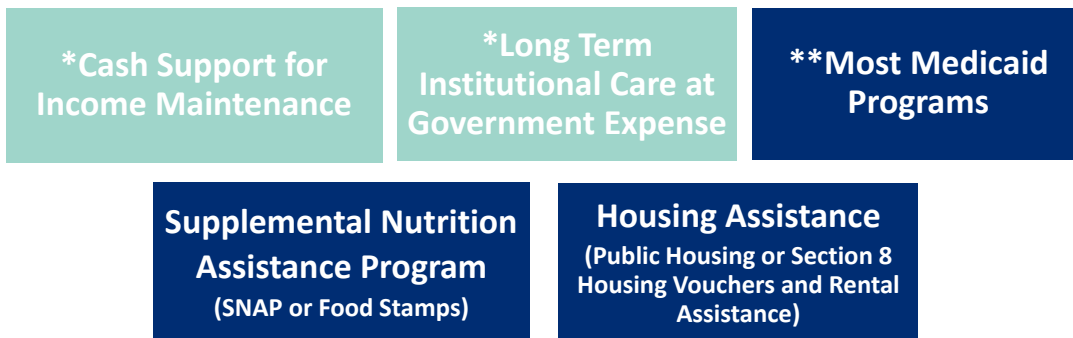 *Cash Support for
Income Maintenance
*Long Term
Institutional Care at
Government Expense
**Most Medicaid
Programs
Supplemental Nutrition
Assistance Program
(SNAP or Food Stamps)
Housing Assistance
(Public Housing or Section 8
Housing Vouchers and Rental
Assistance)